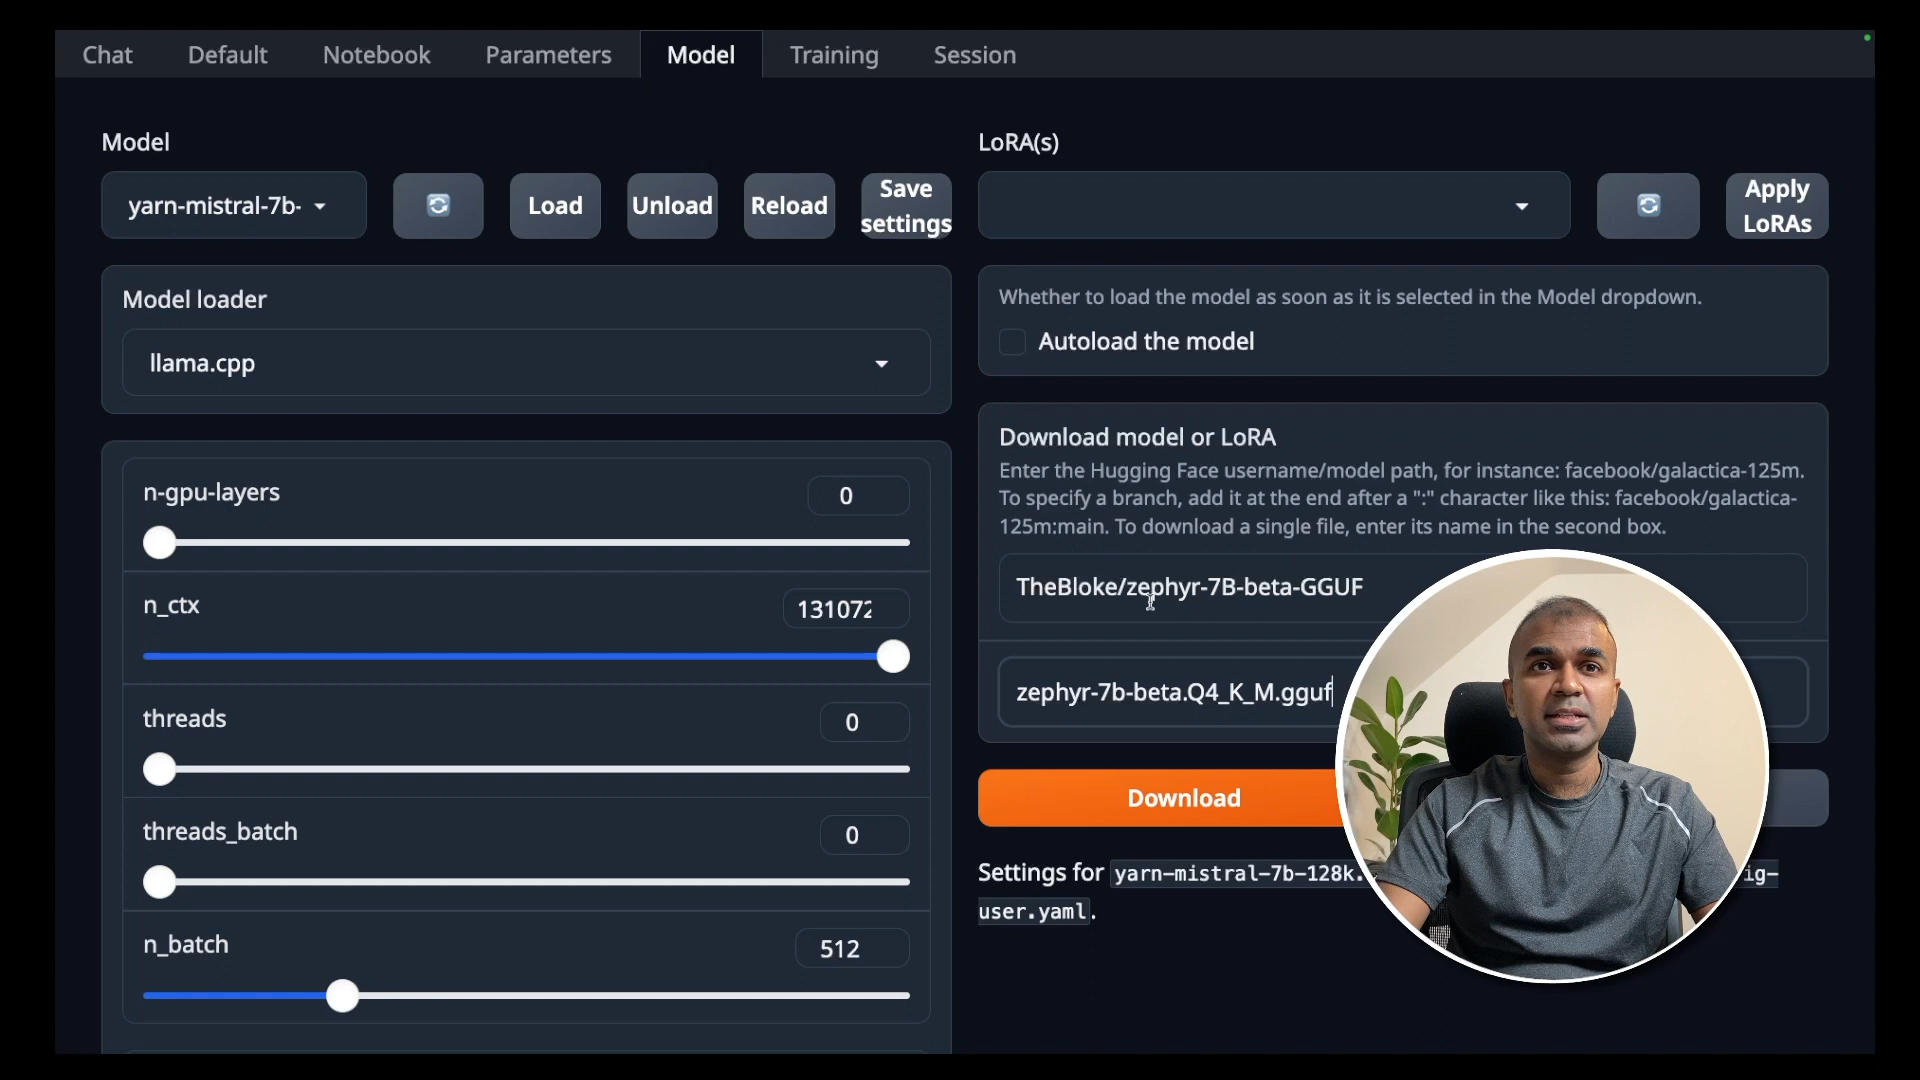 Chat Default Notebook Parameters Model Training Session
Model
yarn-mistral-7b-
Load
Unload
Reload
Save
settings
Model loader
llama.cpp
n-gpu-layers
0
n_ctx
131072
threads
0
threads_batch
0
n_batch
512
LoRA(s)
Apply
LoRAs
Whether to load the model as soon as it is selected in the Model dropdown.
Autoload the model
Download model or LoRA
Enter the Hugging Face username/model path, for instance: facebook/galactica-125m.
To specify a branch, add it at the end after a ":" character like this: facebook/galactica-
125m:main. To download a single file, enter its name in the second box.
TheBloke/zephyr-7B-beta-GGUF
zephyr-7b-beta.Q4_K_M.gguf
Download
Settings for yarn-mistral-7b-128k. ig-
user.yaml.